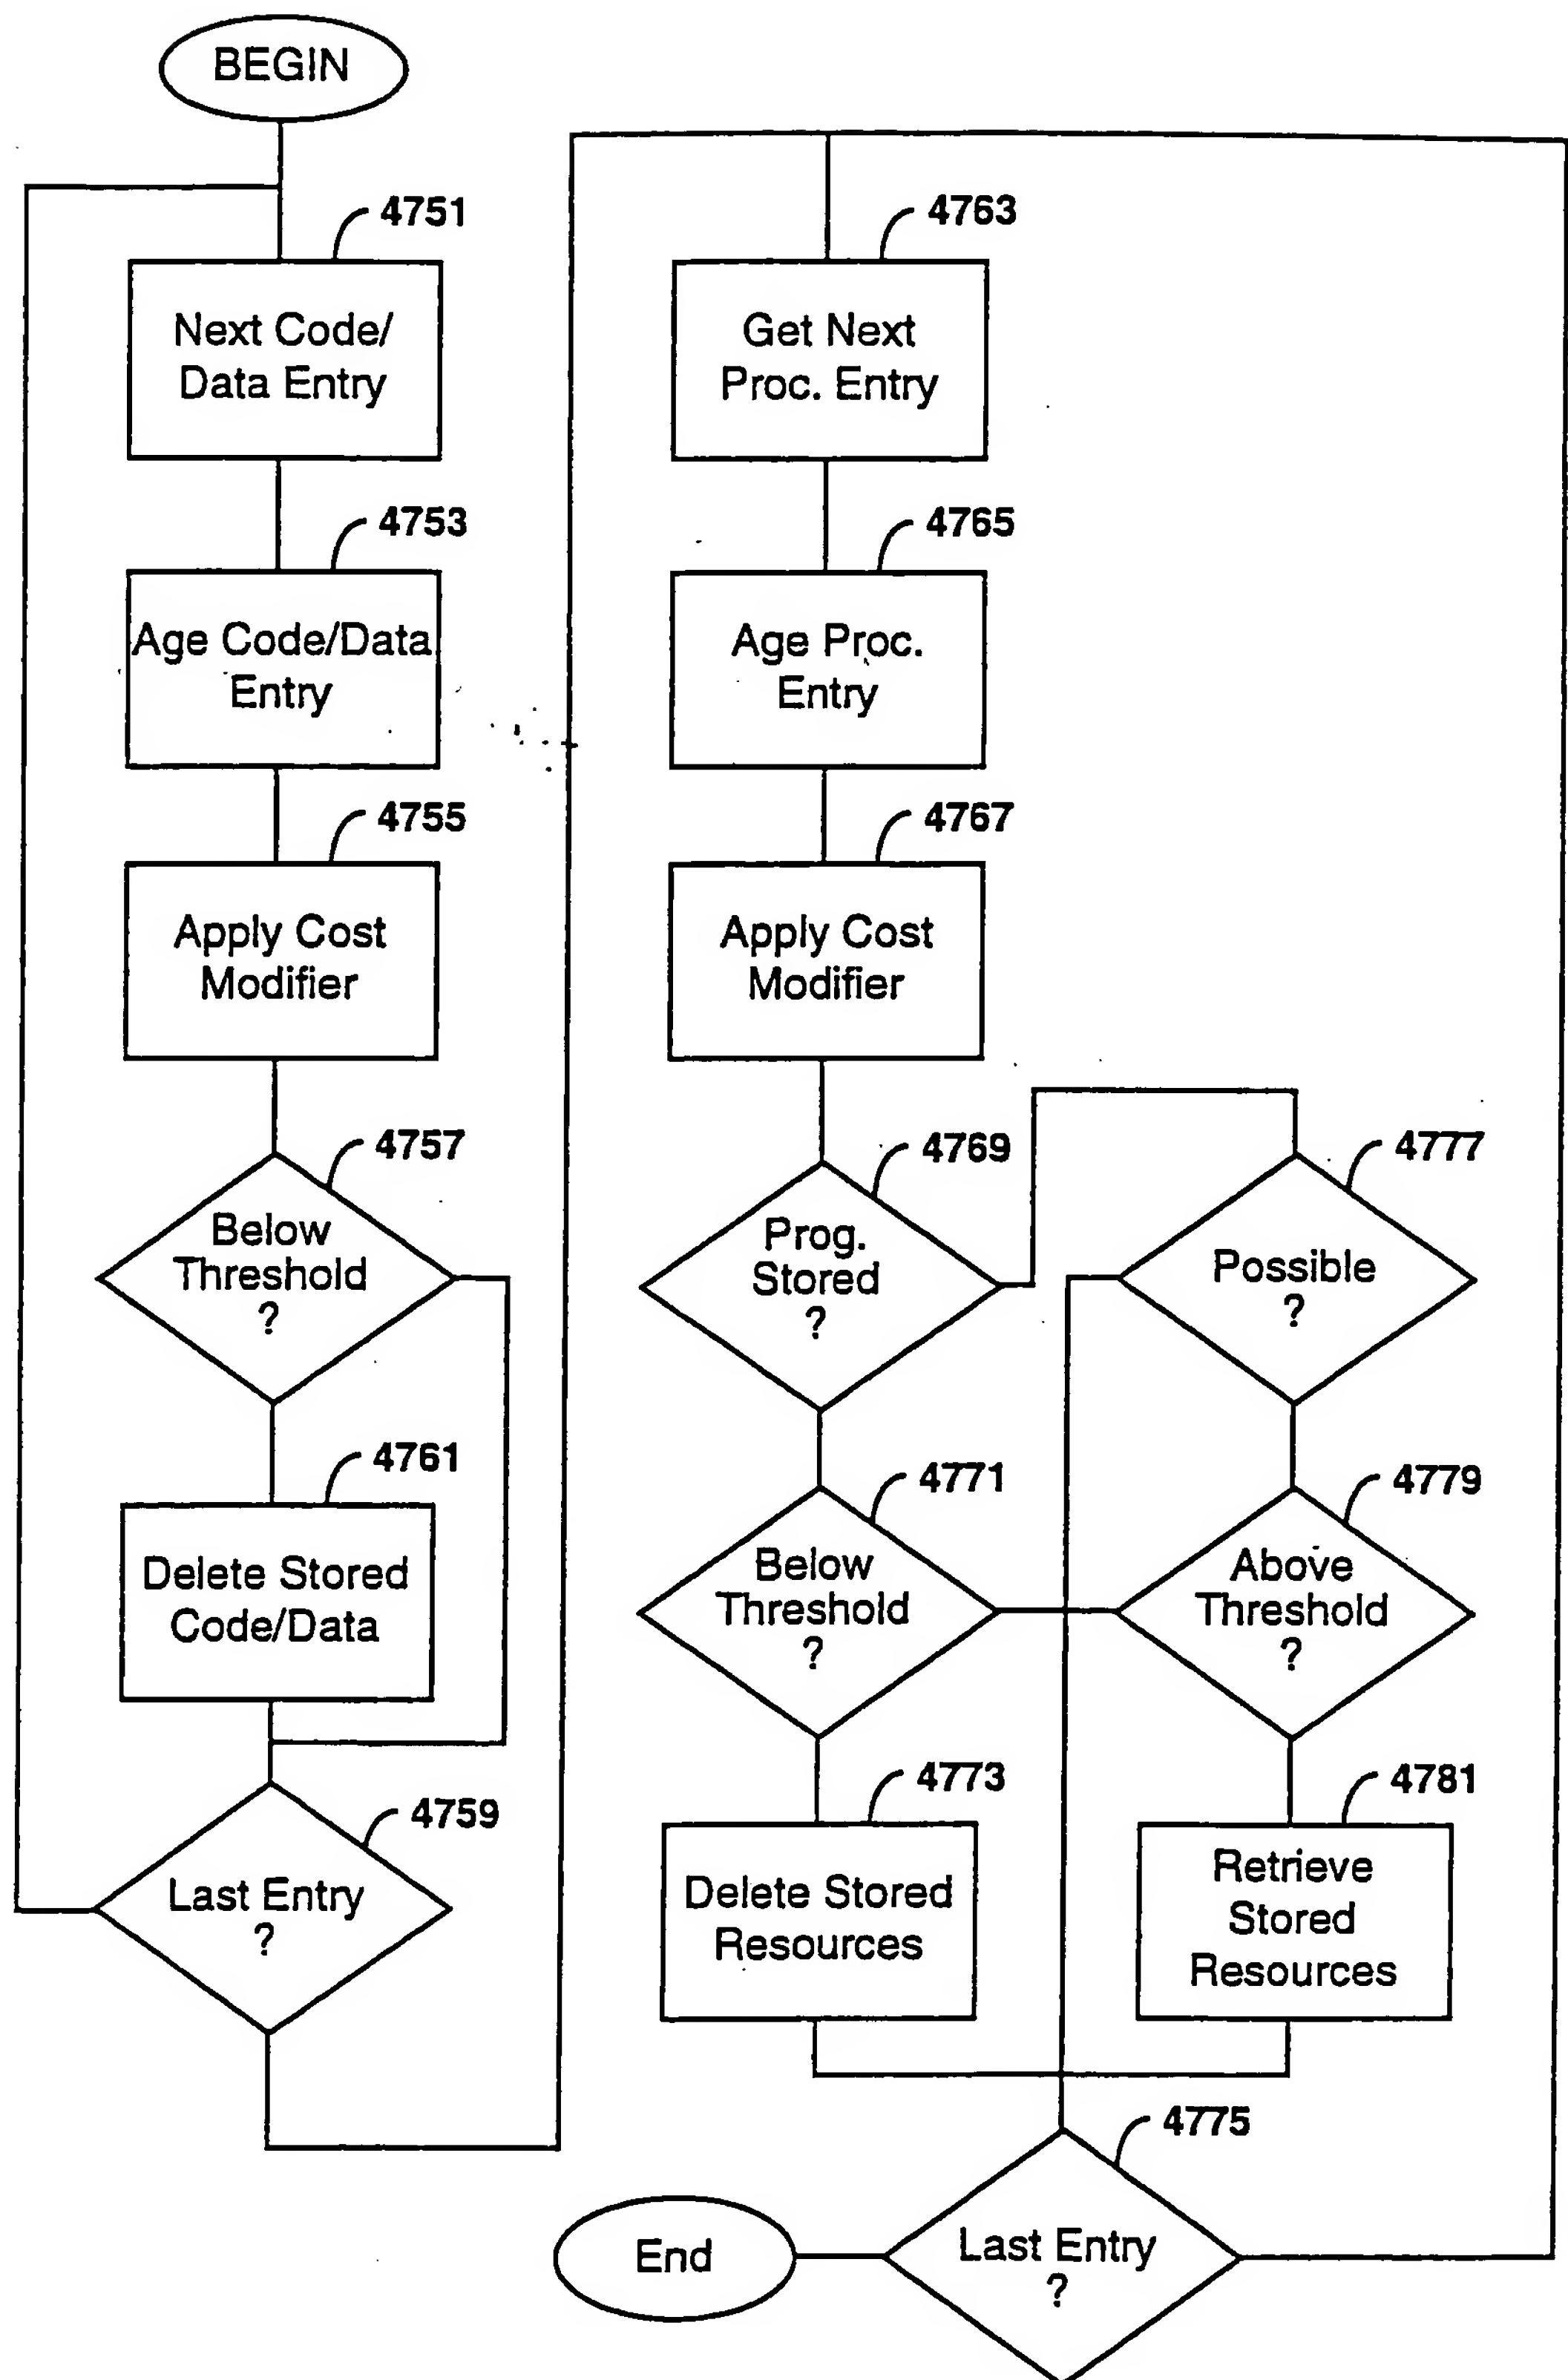 BEGIN
4751
Next Code/
Data Entry
4753
Age Code/Data
Entry
4755
Apply Cost
Modifier
4757
Below
Threshold
?
4761
Delete Stored
Code/Data
4759
Last Entry
?
4763
Get Next
Proc. Entry
4765
Age Proc.
Entry
4767
Apply Cost
Modifier
4769
Prog.
Stored
?
4777
Possible
?
4771
Below
Threshold
?
4779
Above
Threshold
?
4773
Delete Stored
Resources
4781
Retrieve
Stored
Resources
4775
Last Entry
?
End